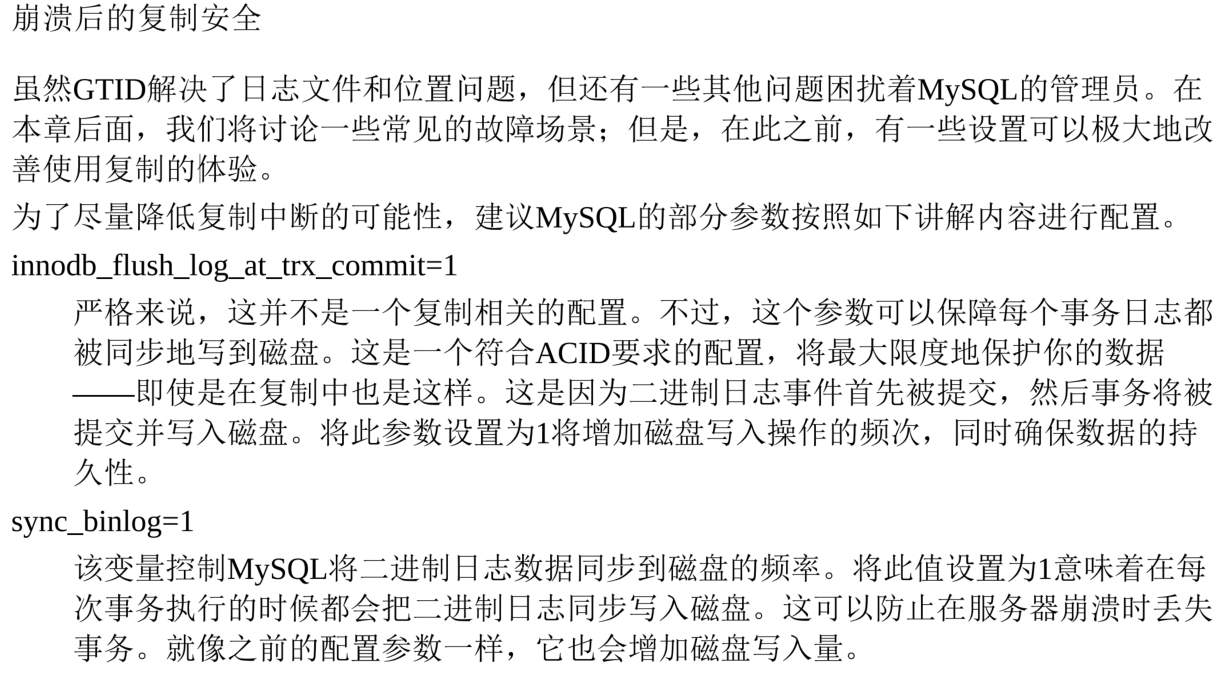 崩溃后的复制安全
虽然GTID解决了日志文件和位置问题，但还有一些其他问题困扰着MySQL的管理员。在
本章后面，我们将讨论一些常见的故障场景；但是，在此之前，有一些设置可以极大地改
善使用复制的体验。
为了尽量降低复制中断的可能性，建议MySQL的部分参数按照如下讲解内容进行配置。
innodb_flush_log_at_trx_commit=1
严格来说，这并不是一个复制相关的配置。不过，这个参数可以保障每个事务日志都
被同步地写到磁盘。这是一个符合ACID要求的配置，将最大限度地保护你的数据
——即使是在复制中也是这样。这是因为二进制日志事件首先被提交，然后事务将被
提交并写入磁盘。将此参数设置为1将增加磁盘写入操作的频次，同时确保数据的持
久性。
sync_binlog=1
该变量控制MySQL将二进制日志数据同步到磁盘的频率。将此值设置为1意味着在每
次事务执行的时候都会把二进制日志同步写入磁盘。这可以防止在服务器崩溃时丢失
事务。就像之前的配置参数一样，它也会增加磁盘写入量。